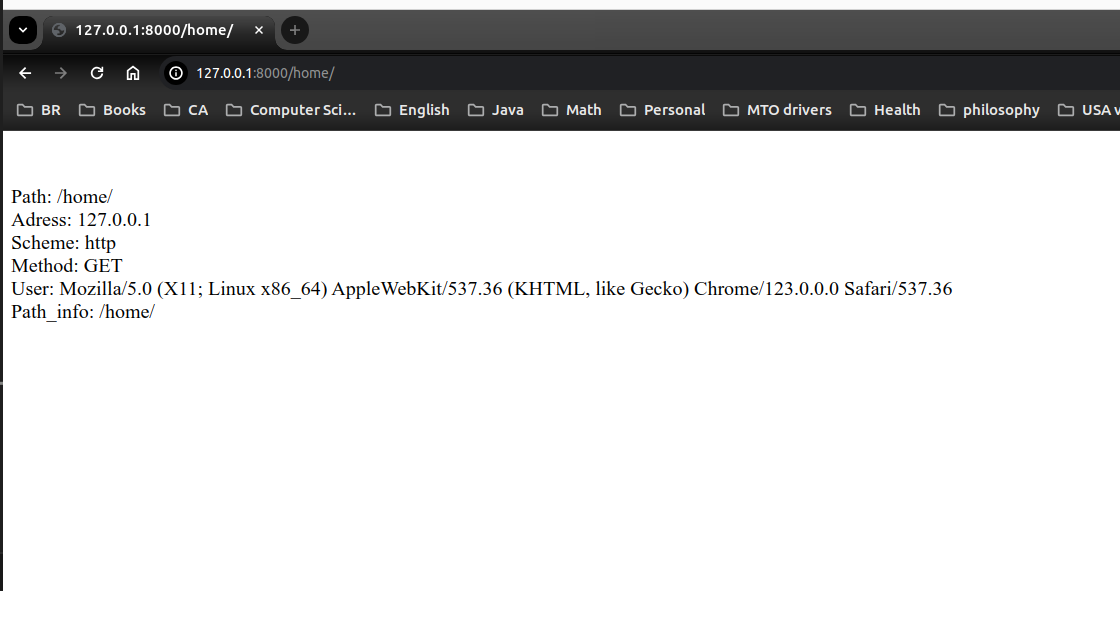 127.0.0.1:8000/home/
127.0.0.1:8000/home/
BR Books CA Computer Sci... English Java Math Personal MTO drivers Health philosophy USA v
Path: /home/
Adress: 127.0.0.1
Scheme: http
Method: GET
User: Mozilla/5.0 (X11; Linux x86_64) AppleWebKit/537.36 (KHTML, like Gecko) Chrome/123.0.0.0 Safari/537.36
Path_info: /home/